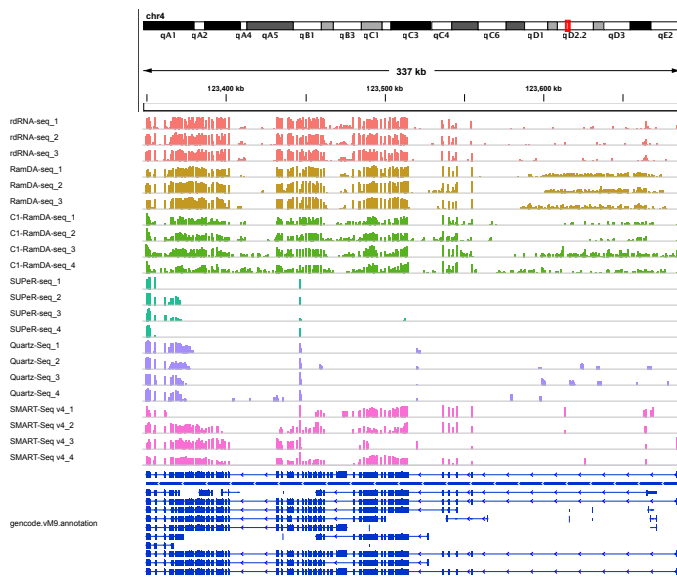 chr4
qA1 qA2 qA4 qA5 qB1 qB3 qC1 qC3 qC4 qC6 qD1 qD2.2 qD3 qE2
337 kb
123,400 kb 123,500 kb 123,600 kb
rdRNA-seq_1
rdRNA-seq_2
rdRNA-seq_3
RamDA-seq_1
RamDA-seq_2
RamDA-seq_3
C1-RamDA-seq_1
C1-RamDA-seq_2
C1-RamDA-seq_3
C1-RamDA-seq_4
SUPeR-seq_1
SUPeR-seq_2
SUPeR-seq_3
SUPeR-seq_4
Quartz-Seq_1
Quartz-Seq_2
Quartz-Seq_3
Quartz-Seq_4
SMART-Seq v4_1
SMART-Seq v4_2
SMART-Seq v4_3
SMART-Seq v4_4
gencode.vM9.annotation